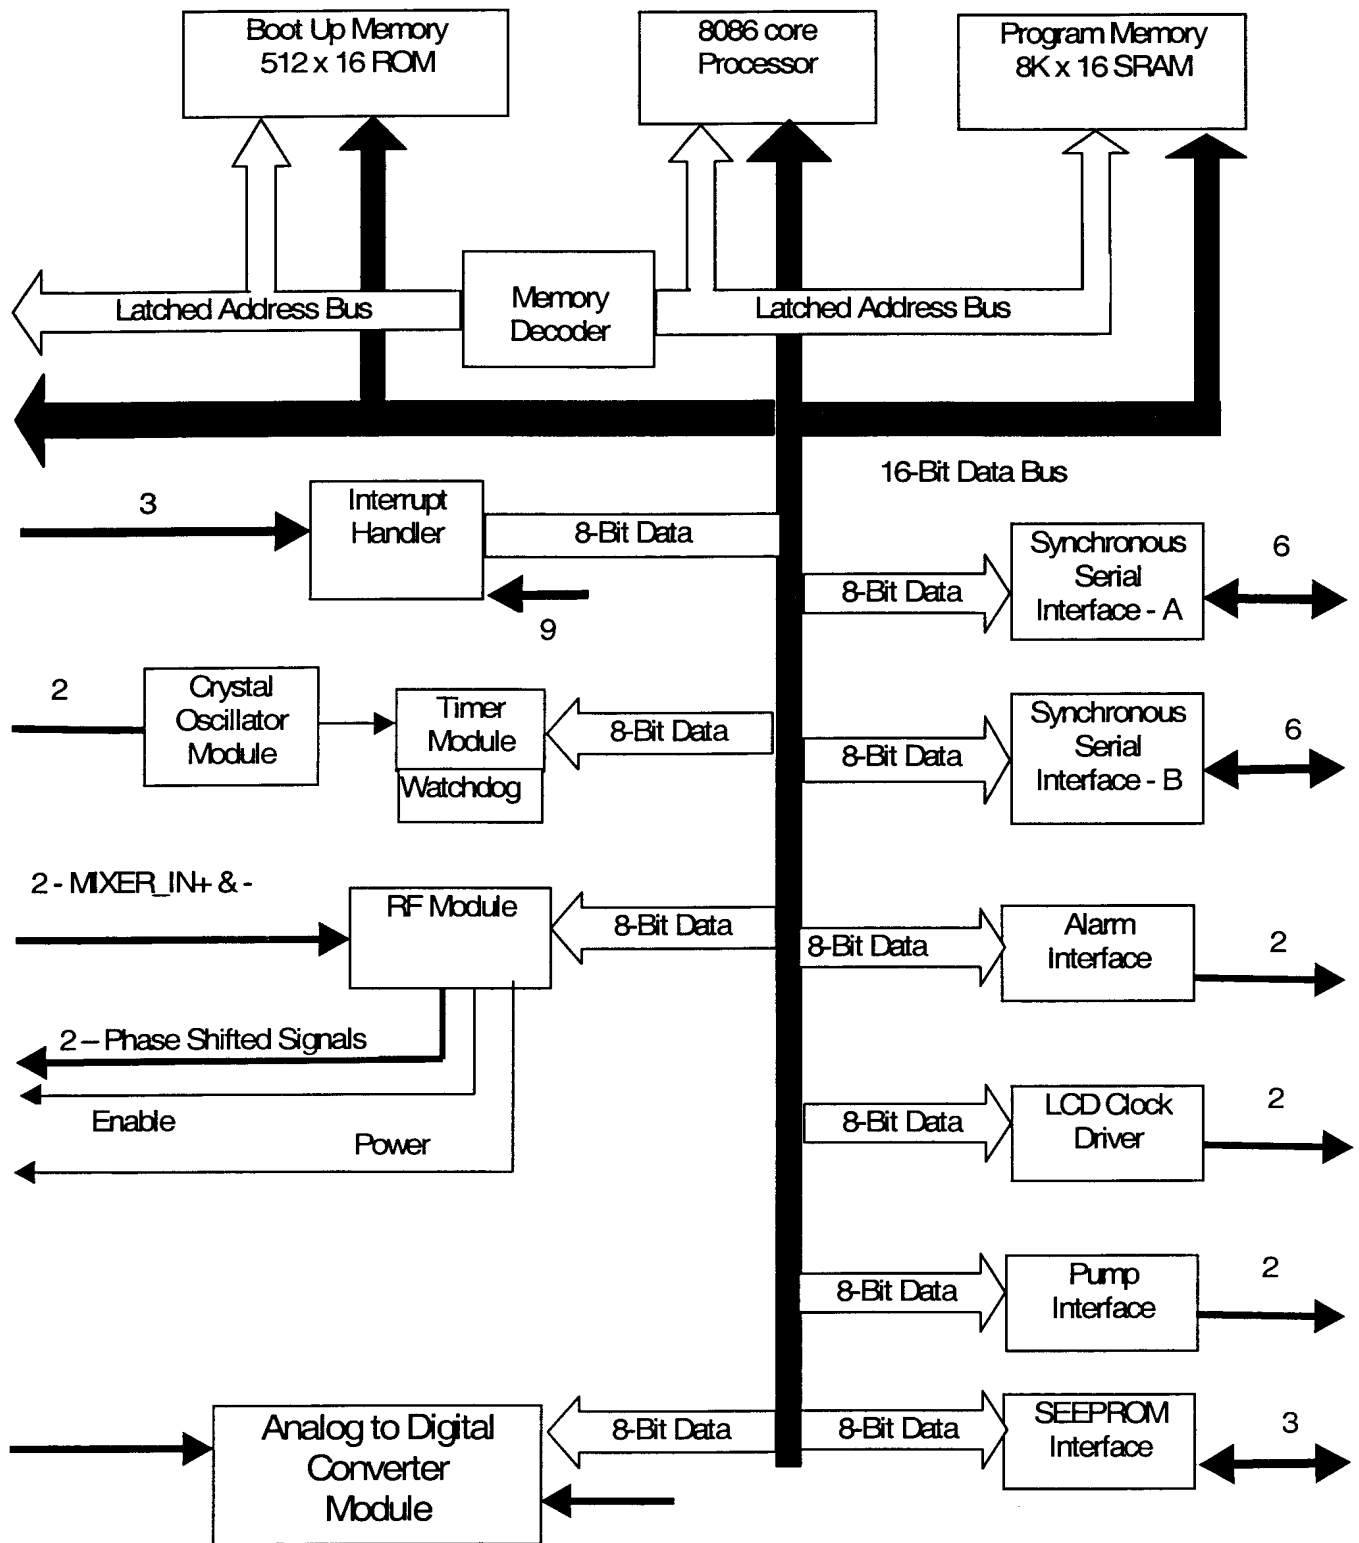 Boot Up Memory
512 x 16 ROM
8086 core
Processor
Program Memory
8K x 16 SRAM
Latched Address Bus
Memory
Decoder
Latched Address Bus
16-Bit Data Bus
3
Interrupt
Handler
8-Bit Data
9
8-Bit Data
Synchronous
Serial
Interface - A
6
2
Crystal
Oscillator
Module
Timer
Module
Watchdog
8-Bit Data
8-Bit Data
Synchronous
Serial
Interface - B
6
2 - MIXER_IN+ & -
RF Module
8-Bit Data
8-Bit Data
Alarm
Interface
2
2 – Phase Shifted Signals
Enable
Power
8-Bit Data
LCD Clock
Driver
2
8-Bit Data
Pump
Interface
2
Analog to Digital
Converter
Module
8-Bit Data
8-Bit Data
SEEPROM
Interface
3